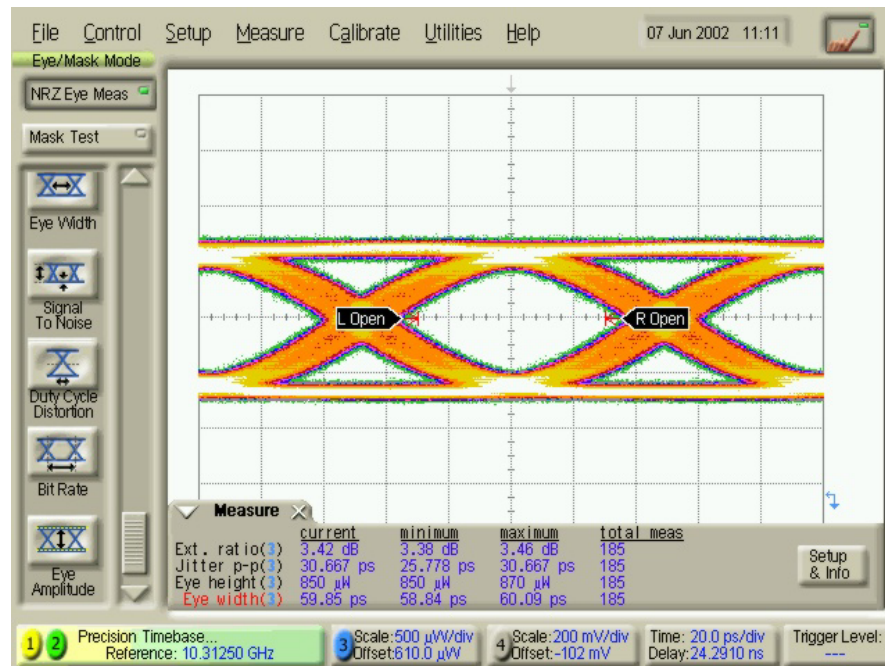 File Control Setup Measure Calibrate Utilities Help 07 Jun 2002 11:11
Eye/Mask Mode
NRZ Eye Meas
Mask Test
Eye Width
Signal
To Noise
Duty Cycle
Distortion
Bit Rate
Eye
Amplitude
L Open R Open
Measure
current minimum maximum total meas
Ext. ratio(3) 3.42 dB 3.38 dB 3.46 dB 185
Jitter p-p(3) 30.667 ps 25.778 ps 30.667 ps 185
Eye height(3) 850 µW 850 µW 870 µW 185
Eye width(3) 59.85 ps 58.84 ps 60.09 ps 185
Setup
& Info
1 2 Precision Timebase...
Reference: 10.31250 GHz
3 Scale:500 µW/div
Offset:610.0 µW
4 Scale:200 mV/div
Offset:-102 mV
Time: 20.0 ps/div
Delay:24.2910 ns
Trigger Level:
---